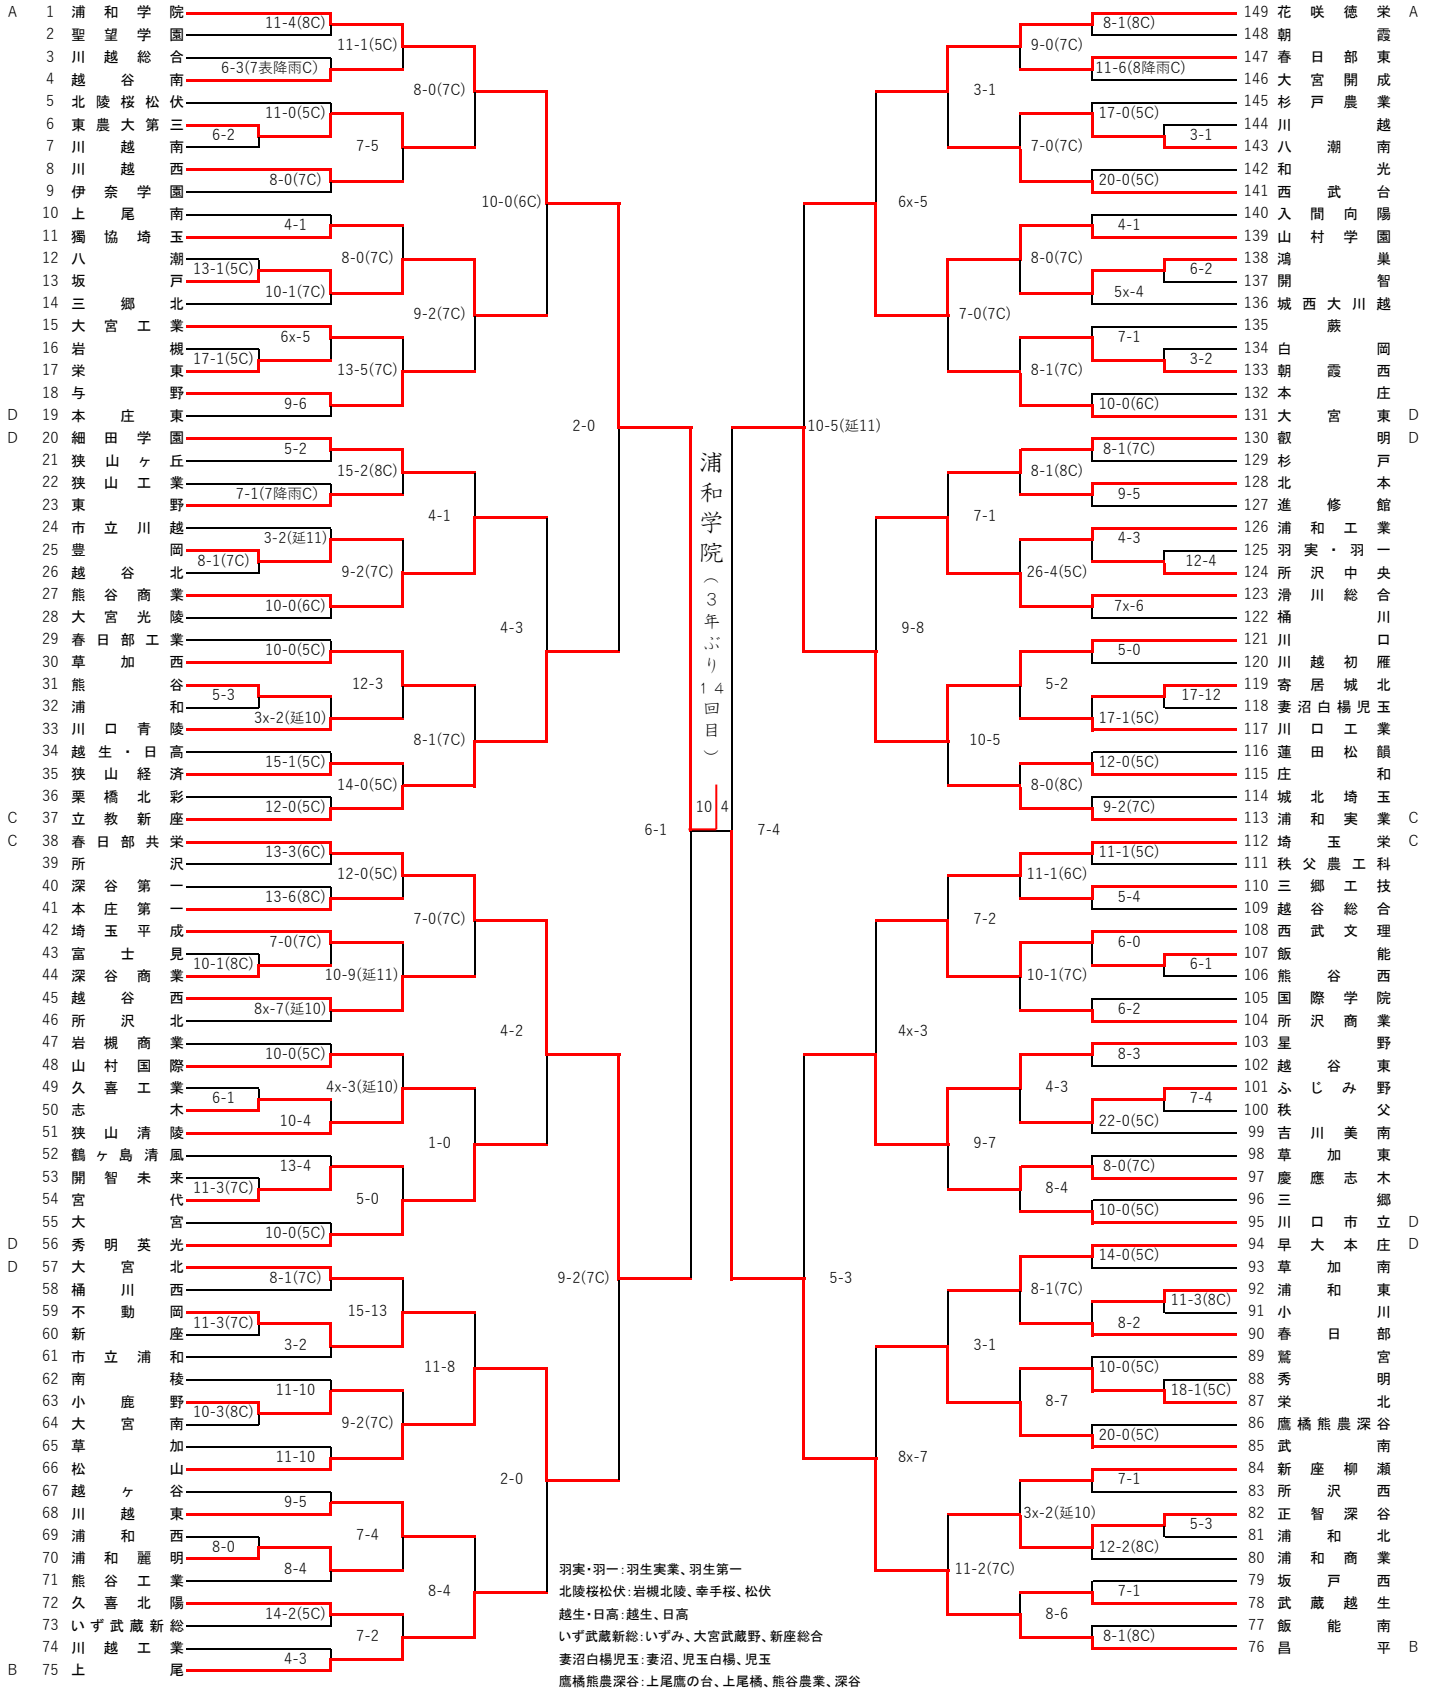 A 1 浦和学院
2 聖望学園
3 川越総合
4 越谷南
5 北陵桜松伏
6 東農大第三
7 川越南
8 川越西
9 伊奈学園
10 上尾南
11 獨協埼玉
12 八潮
13 坂戸
14 三郷北
15 大宮工業
16 岩槻
17 栄東
18 与野
D 19 本庄東
D 20 細田学園
21 狭山ヶ丘
22 狭山工業
23 東野
24 市立川越
25 豊岡
26 越谷北
27 熊谷商業
28 大宮光陵
29 春日部工業
30 草加西
31 熊谷
32 浦和
33 川口青陵
34 越生・日高
35 狭山経済
36 栗橋北彩
C 37 立教新座
C 38 春日部共栄
39 所沢
40 深谷第一
41 本庄第一
42 埼玉平成
43 富士見
44 深谷商業
45 越谷西
46 所沢北
47 岩槻商業
48 山村国際
49 久喜工業
50 志木
51 狭山清陵
52 鶴ヶ島清風
53 開智未来
54 宮代
55 大宮
D 56 秀明英光
D 57 大宮北
58 桶川西
59 不動岡
60 新座
61 市立浦和
62 南稜
63 小鹿野
64 大宮南
65 草加
66 松山
67 越ヶ谷
68 川越東
69 浦和西
70 浦和麗明
71 熊谷工業
72 久喜北陽
73 いず武蔵新総
74 川越工業
B 75 上尾
6-2
13-1(5C)
17-1(5C)
8-1(7C)
5-3
10-1(8C)
6-1
11-3(7C)
11-3(7C)
10-3(8C)
8-0
11-4(8C)
6-3(7表降雨C)
11-0(5C)
8-0(7C)
4-1
10-1(7C)
6x-5
9-6
5-2
7-1(7降雨C)
3-2(延11)
10-0(6C)
10-0(5C)
3x-2(延10)
15-1(5C)
12-0(5C)
13-3(6C)
13-6(8C)
7-0(7C)
8x-7(延10)
10-0(5C)
10-4
13-4
10-0(5C)
8-1(7C)
3-2
11-10
11-10
9-5
8-4
14-2(5C)
4-3
11-1(5C)
7-5
8-0(7C)
13-5(7C)
15-2(8C)
9-2(7C)
12-3
14-0(5C)
12-0(5C)
10-9(延11)
4x-3(延10)
5-0
15-13
9-2(7C)
7-4
7-2
8-0(7C)
9-2(7C)
4-1
8-1(7C)
7-0(7C)
1-0
11-8
8-4
10-0(6C)
4-3
4-2
2-0
2-0
9-2(7C)
6-1
浦和学院(３年ぶり１４回目)
10 4
7-4
10-5(延11)
5-3
6x-5
9-8
4x-3
8x-7
3-1
7-0(7C)
7-1
10-5
7-2
9-7
3-1
11-2(7C)
9-0(7C)
7-0(7C)
8-0(7C)
8-1(7C)
8-1(8C)
26-4(5C)
5-2
8-0(8C)
11-1(6C)
10-1(7C)
4-3
8-4
8-1(7C)
8-7
3x-2(延10)
8-6
8-1(8C)
11-6(8降雨C)
17-0(5C)
20-0(5C)
4-1
5x-4
7-1
10-0(6C)
8-1(7C)
9-5
4-3
7x-6
5-0
17-1(5C)
12-0(5C)
9-2(7C)
11-1(5C)
5-4
6-0
6-2
8-3
22-0(5C)
8-0(7C)
10-0(5C)
14-0(5C)
8-2
10-0(5C)
20-0(5C)
7-1
12-2(8C)
7-1
8-1(8C)
3-1
6-2
3-2
12-4
17-12
6-1
7-4
11-3(8C)
18-1(5C)
5-3
149 花咲徳栄 A
148 朝霞
147 春日部東
146 大宮開成
145 杉戸農業
144 川越
143 八潮南
142 和光
141 西武台
140 入間向陽
139 山村学園
138 鴻巣
137 開智
136 城西大川越
135 蕨
134 白岡
133 朝霞西
132 本庄
131 大宮東 D
130 叡明 D
129 杉戸
128 北本
127 進修館
126 浦和工業
125 羽実・羽一
124 所沢中央
123 滑川総合
122 桶川
121 川口
120 川越初雁
119 寄居城北
118 妻沼白楊児玉
117 川口工業
116 蓮田松韻
115 庄和
114 城北埼玉
113 浦和実業 C
112 埼玉栄 C
111 秩父農工科
110 三郷工技
109 越谷総合
108 西武文理
107 飯能
106 熊谷西
105 国際学院
104 所沢商業
103 星野
102 越谷東
101 ふじみ野
100 秩父
99 吉川美南
98 草加東
97 慶應志木
96 三郷
95 川口市立 D
94 早大本庄 D
93 草加南
92 浦和東
91 小川
90 春日部
89 鷲宮
88 秀明
87 栄北
86 鷹橘熊農深谷
85 武南
84 新座柳瀬
83 所沢西
82 正智深谷
81 浦和北
80 浦和商業
79 坂戸西
78 武蔵越生
77 飯能南
76 昌平 B
羽実・羽一：羽生実業、羽生第一
北陵桜松伏：岩槻北陵、幸手桜、松伏
越生・日高：越生、日高
いず武蔵新総：いずみ、大宮武蔵野、新座総合
妻沼白楊児玉：妻沼、児玉白楊、児玉
鷹橘熊農深谷：上尾鷹の台、上尾橘、熊谷農業、深谷